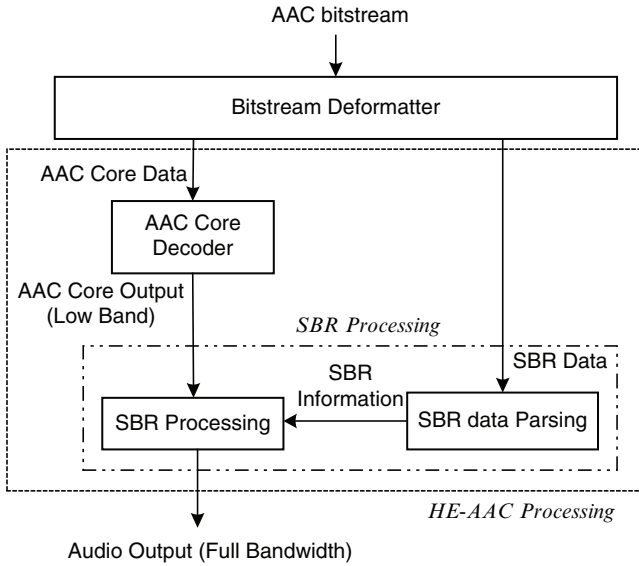 AAC bitstream
Bitstream Deformatter
AAC Core Data
AAC Core
Decoder
AAC Core Output
(Low Band)
SBR Processing
SBR Data
SBR
Information
SBR Processing
SBR data Parsing
HE-AAC Processing
Audio Output (Full Bandwidth)